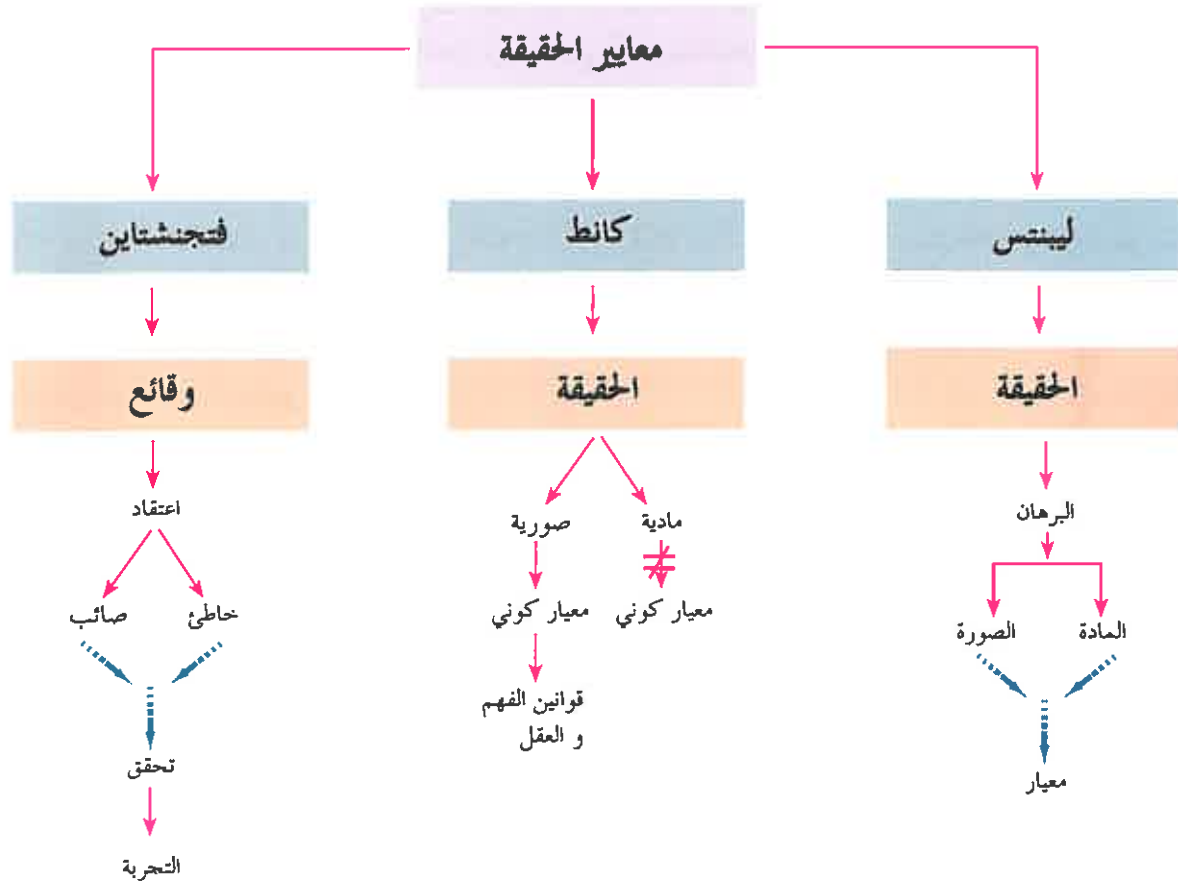 معايير الحقيقة
ليبنتس
كانط
فتجنشتاين
الحقيقة
الحقيقة
وقائع
البرهان
مادية
صورية
اعتقاد
المادة
الصورة
معيار كوني
معيار كوني
خاطئ
صائب
قوانين الفهم
و العقل
معيار
تحقق
التجربة